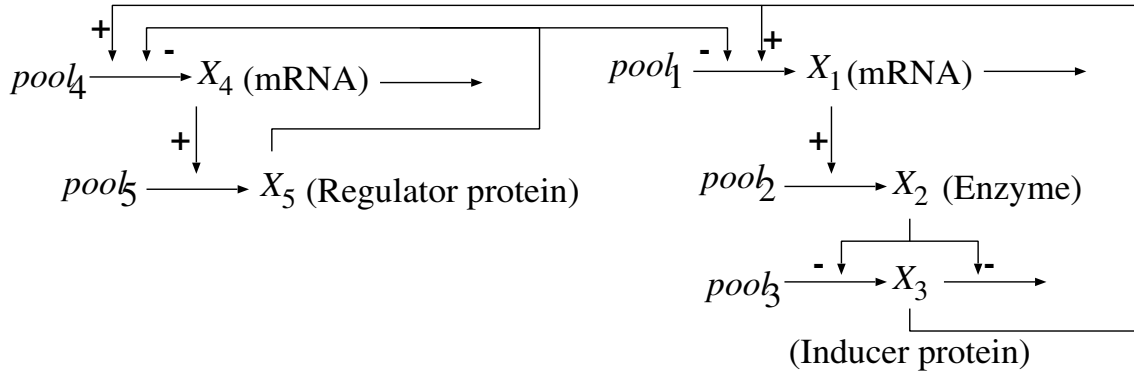 + - - +
pool4 X4 (mRNA) pool1 X1 (mRNA)
+ +
pool5 X5 (Regulator protein) pool2 X2 (Enzyme)
- -
pool3 X3
(Inducer protein)